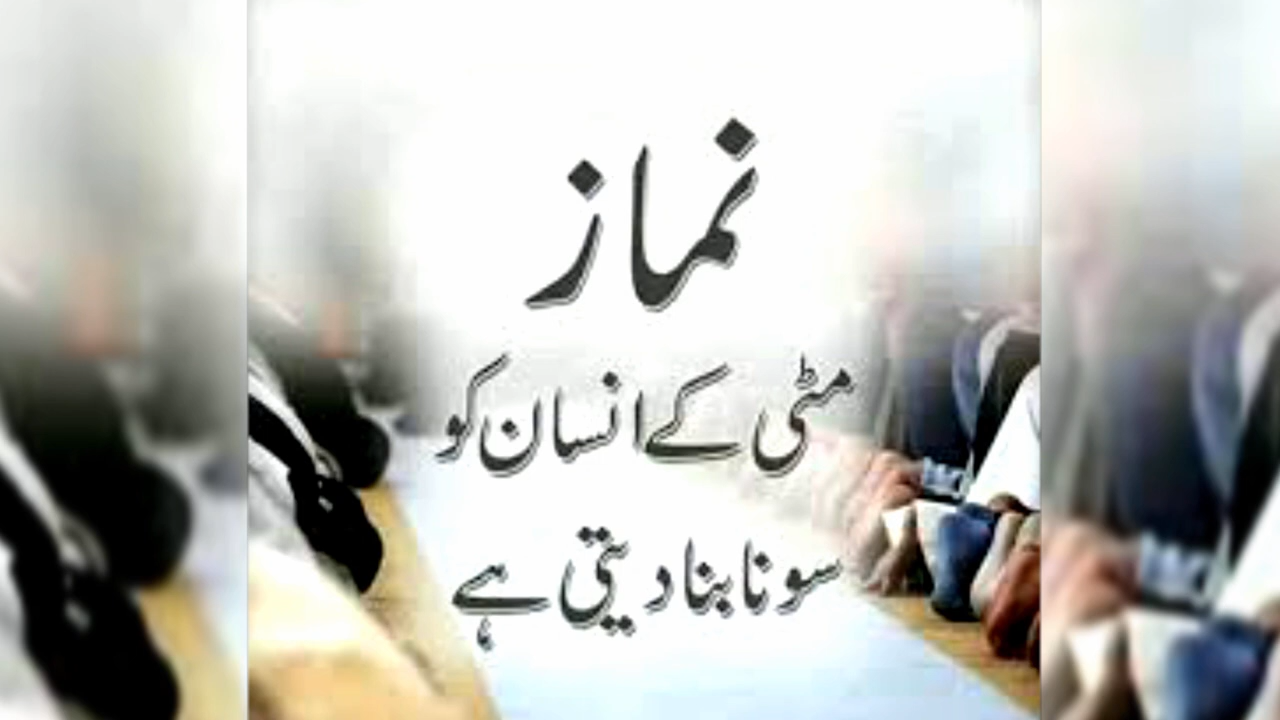 نماز
مٹی کے انسان کو
سونا بنا دیتی ہے